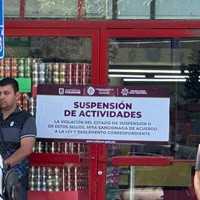 SUSPENSIÓN
DE ACTIVIDADES
LA VIOLACIÓN DEL ESTADO DE SUSPENSIÓN O
DE ESTOS SELLOS, SERÁ SANCIONADA DE ACUERDO
A LA LEY Y REGLAMENTO CORRESPONDIENTE